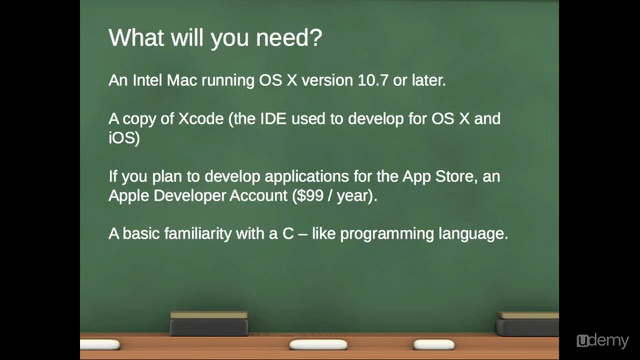 What will you need?
An Intel Mac running OS X version 10.7 or later.
A copy of Xcode (the IDE used to develop for OS X and
iOS)
If you plan to develop applications for the App Store, an
Apple Developer Account ($99 / year).
A basic familiarity with a C – like programming language.
udemy